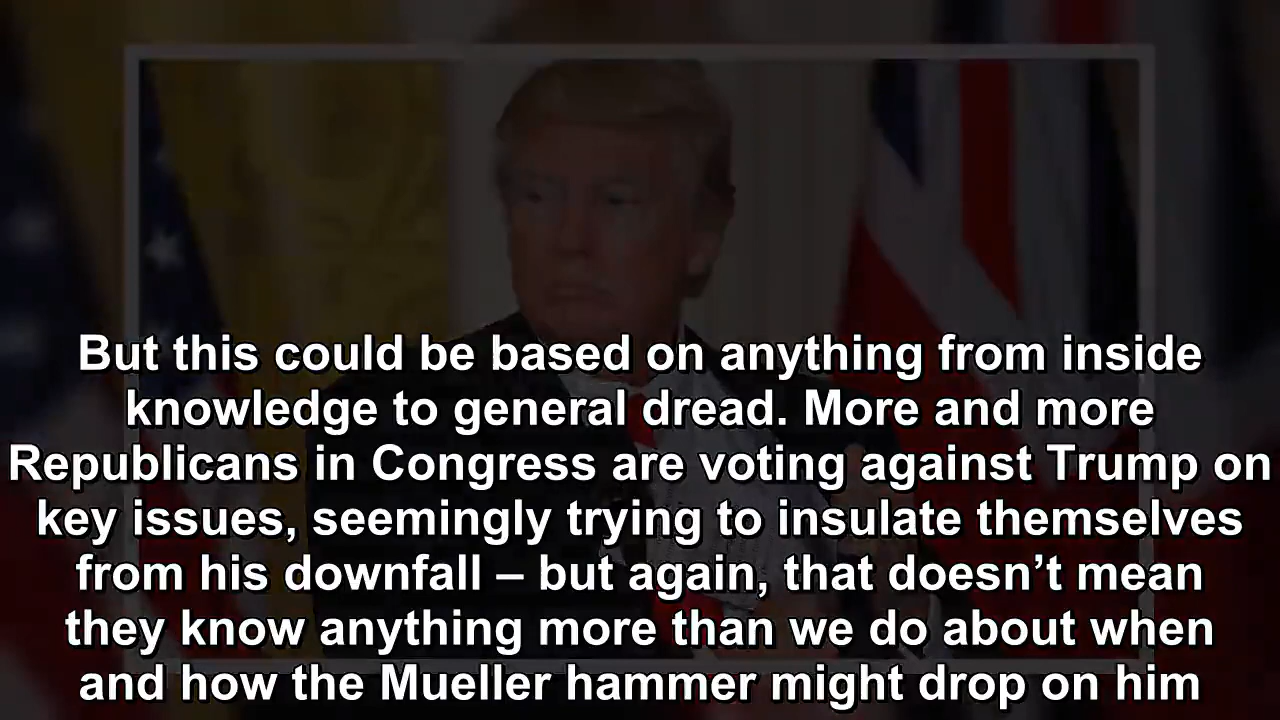 But this could be based on anything from inside
knowledge to general dread. More and more
Republicans in Congress are voting against Trump on
key issues, seemingly trying to insulate themselves
from his downfall – but again, that doesn’t mean
they know anything more than we do about when
and how the Mueller hammer might drop on him